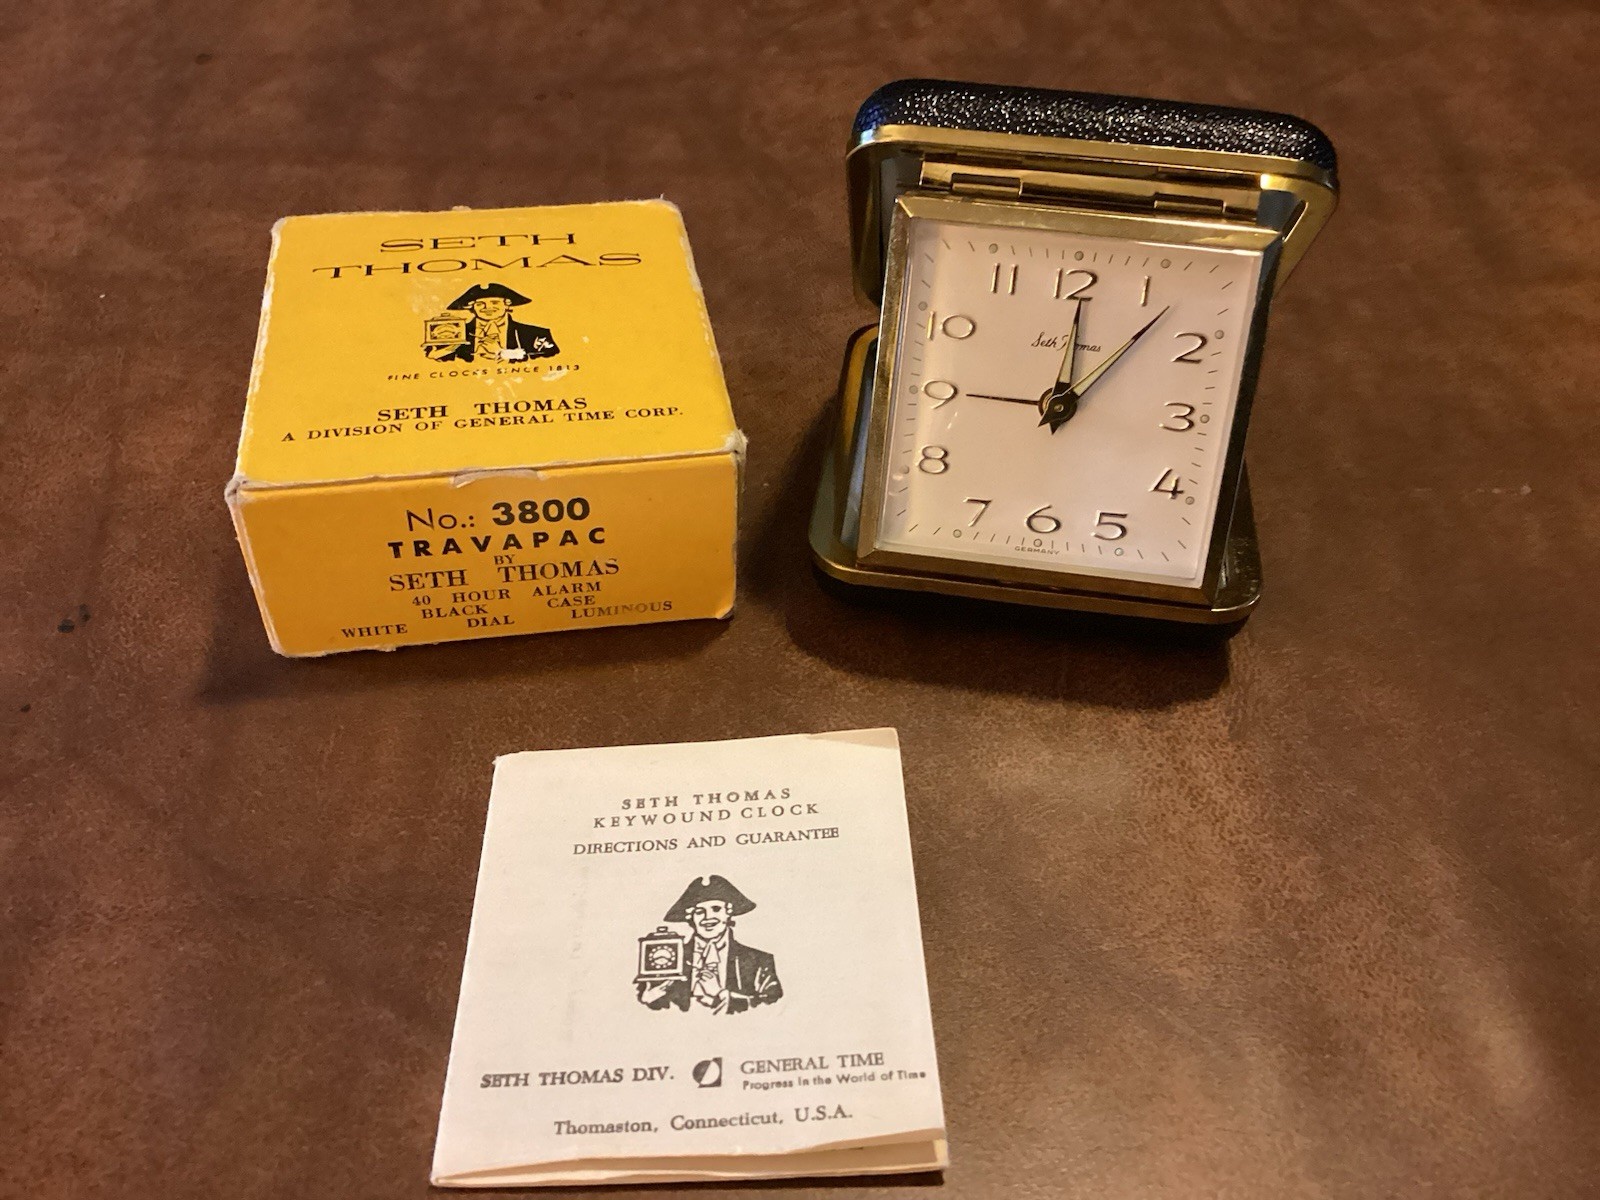 SETH
THOMAS
FINE CLOCKS SINCE 1813
SETH THOMAS
A DIVISION OF GENERAL TIME CORP.
No.: 3800
TRAVAPAC
BY
SETH THOMAS
40 HOUR ALARM
BLACK CASE
WHITE DIAL LUMINOUS
11 12 1
10 2
Seth Thomas
9 3
8 4
7 6 5
GERMANY
SETH THOMAS
KEYWOUND CLOCK
DIRECTIONS AND GUARANTEE
SETH THOMAS DIV. GENERAL TIME
Progress in the World of Time
Thomaston, Connecticut, U.S.A.